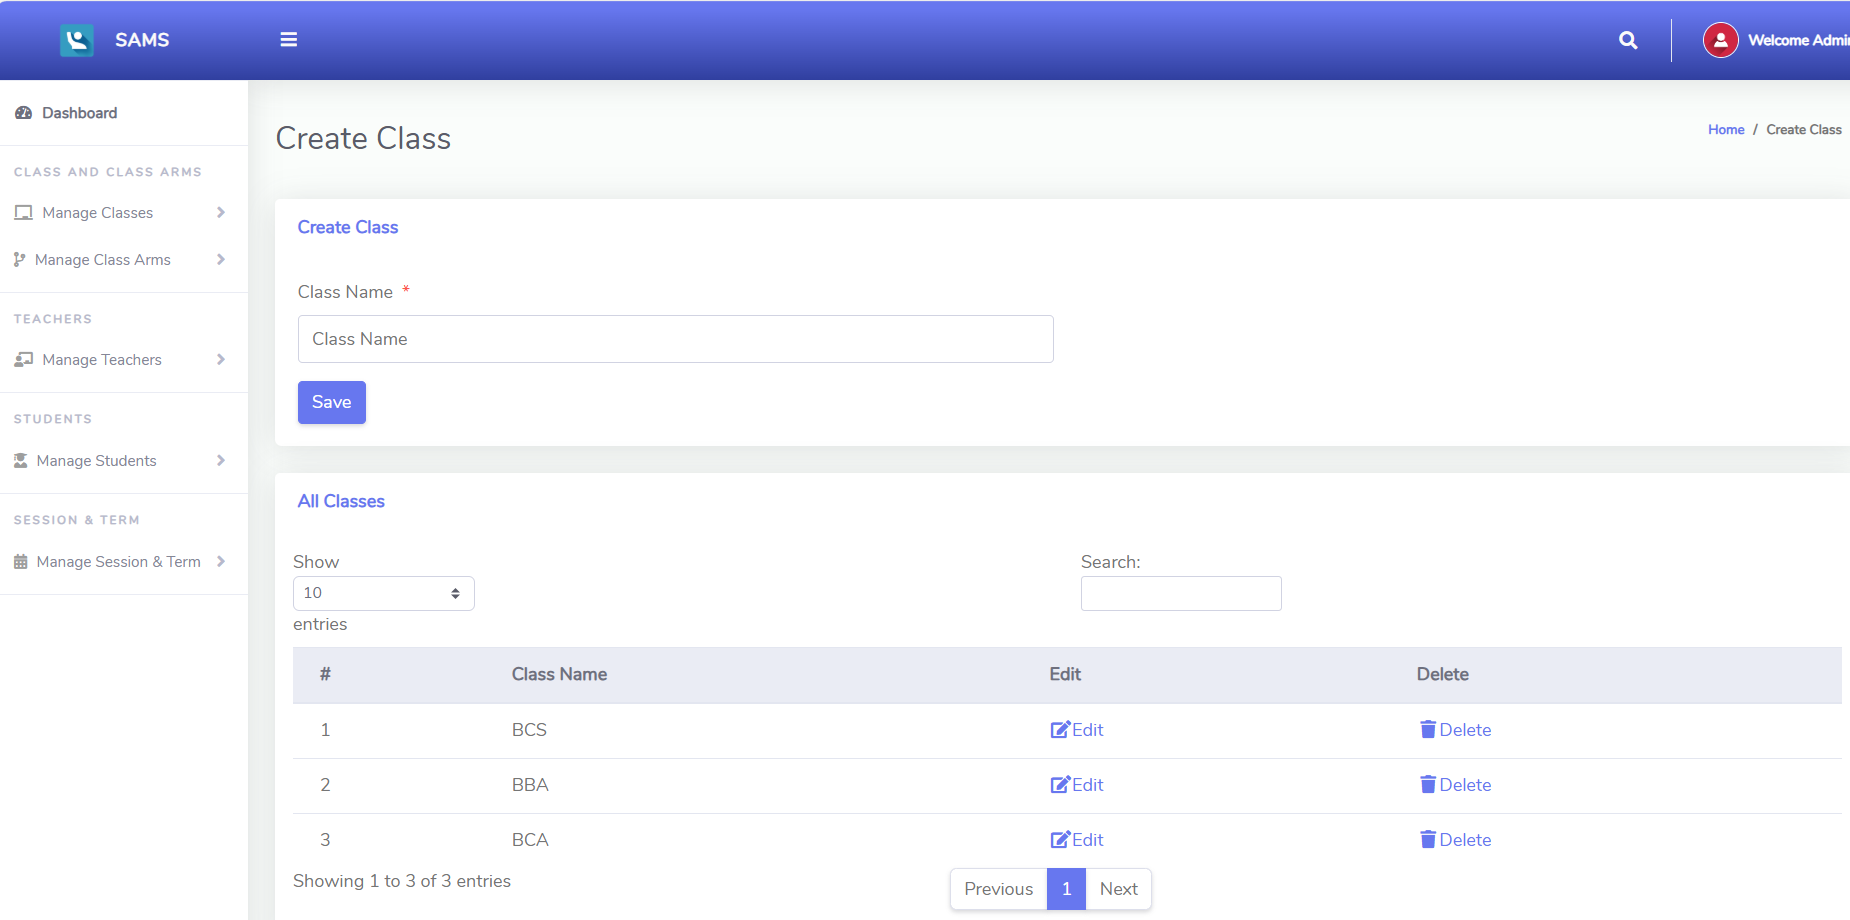 SAMS
Welcome Admin
Dashboard
CLASS AND CLASS ARMS
Manage Classes
Manage Class Arms
TEACHERS
Manage Teachers
STUDENTS
Manage Students
SESSION & TERM
Manage Session & Term
Create Class
Home / Create Class
Create Class
Class Name *
Class Name
Save
All Classes
Show
10
entries
Search:
# Class Name Edit Delete
1 BCS Edit Delete
2 BBA Edit Delete
3 BCA Edit Delete
Showing 1 to 3 of 3 entries
Previous 1 Next